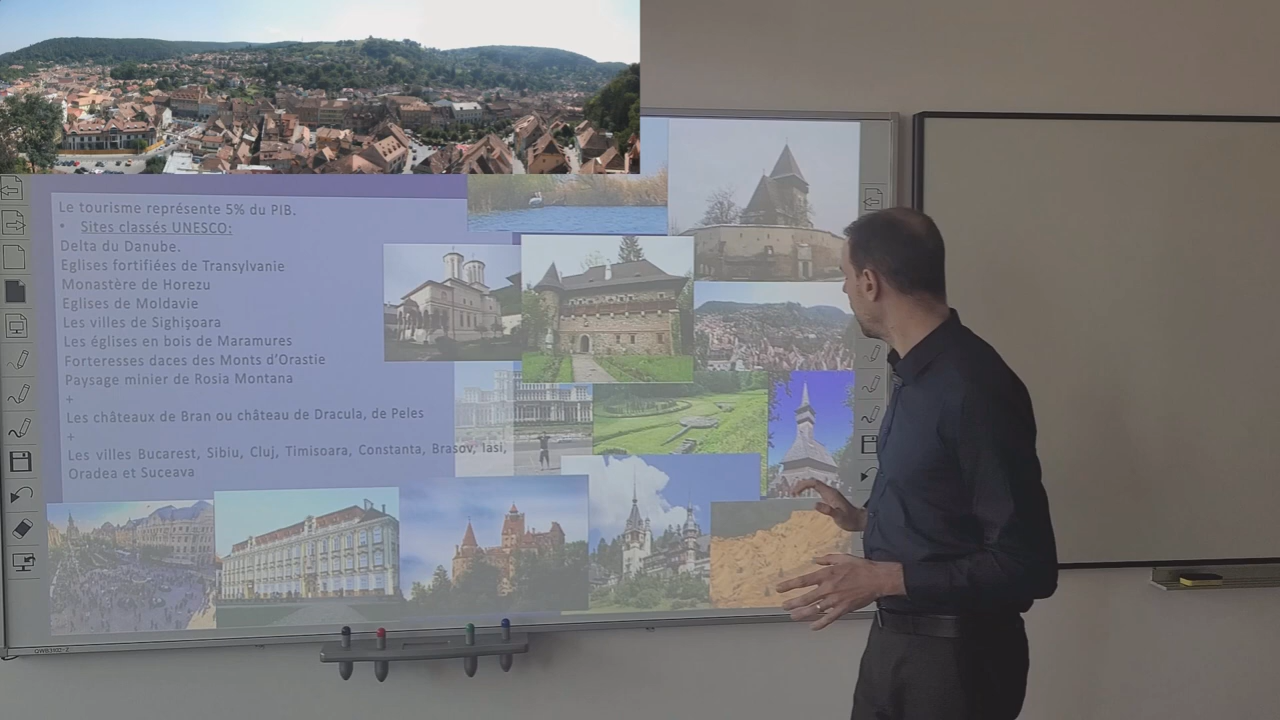 Le tourisme représente 5% du PIB.
• Sites classés UNESCO:
Delta du Danube.
Eglises fortifiées de Transylvanie
Monastère de Horezu
Eglises de Moldavie
Les villes de Sighişoara
Les églises en bois de Maramures
Forteresses daces des Monts d'Orastie
Paysage minier de Rosia Montana
+
Les châteaux de Bran ou château de Dracula, de Peles
+
Les villes Bucarest, Sibiu, Cluj, Timisoara, Constanta, Brasov, Iasi,
Oradea et Suceava